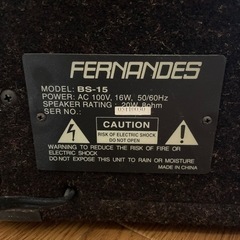 FERNANDES
MODEL: BS-15
POWER: AC 100V, 16W, 50/60Hz
SPEAKER RATING: 20W, 8ohm
SER NO.:
CAUTION
RISK OF ELECTRIC SHOCK
DO NOT OPEN
WARNING: TO REDUCE THE RISK OF FIRE OR
ELECTRIC SHOCK
DO NOT EXPOSE THIS UNIT TO RAIN OR MOISTURE
MADE IN CHINA